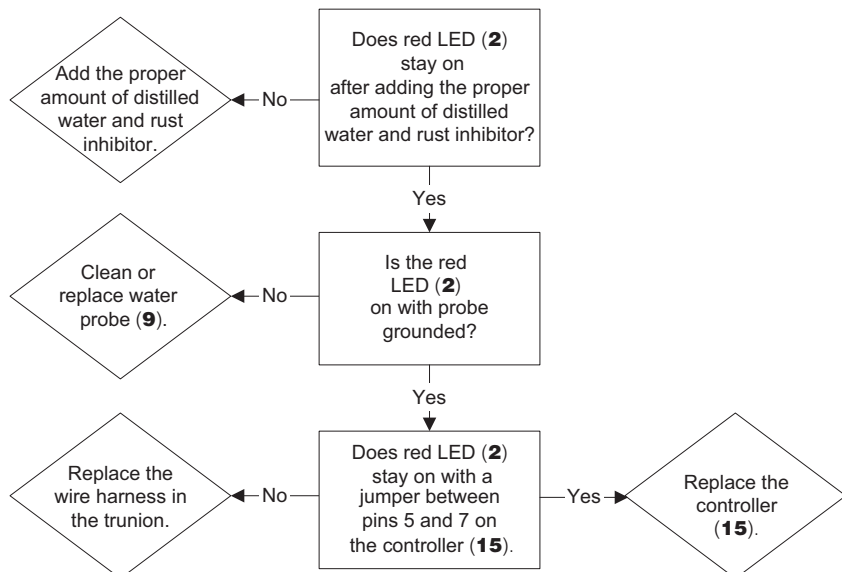 Add the proper
amount of distilled
water and rust
inhibitor.
No
Does red LED (2)
stay on
after adding the proper
amount of distilled
water and rust inhibitor?
Yes
Clean or
replace water
probe (9).
No
Is the red
LED (2)
on with probe
grounded?
Yes
Replace the
wire harness in
the trunion.
No
Does red LED (2)
stay on with a
jumper between
pins 5 and 7 on
the controller (15).
Yes
Replace the
controller
(15).